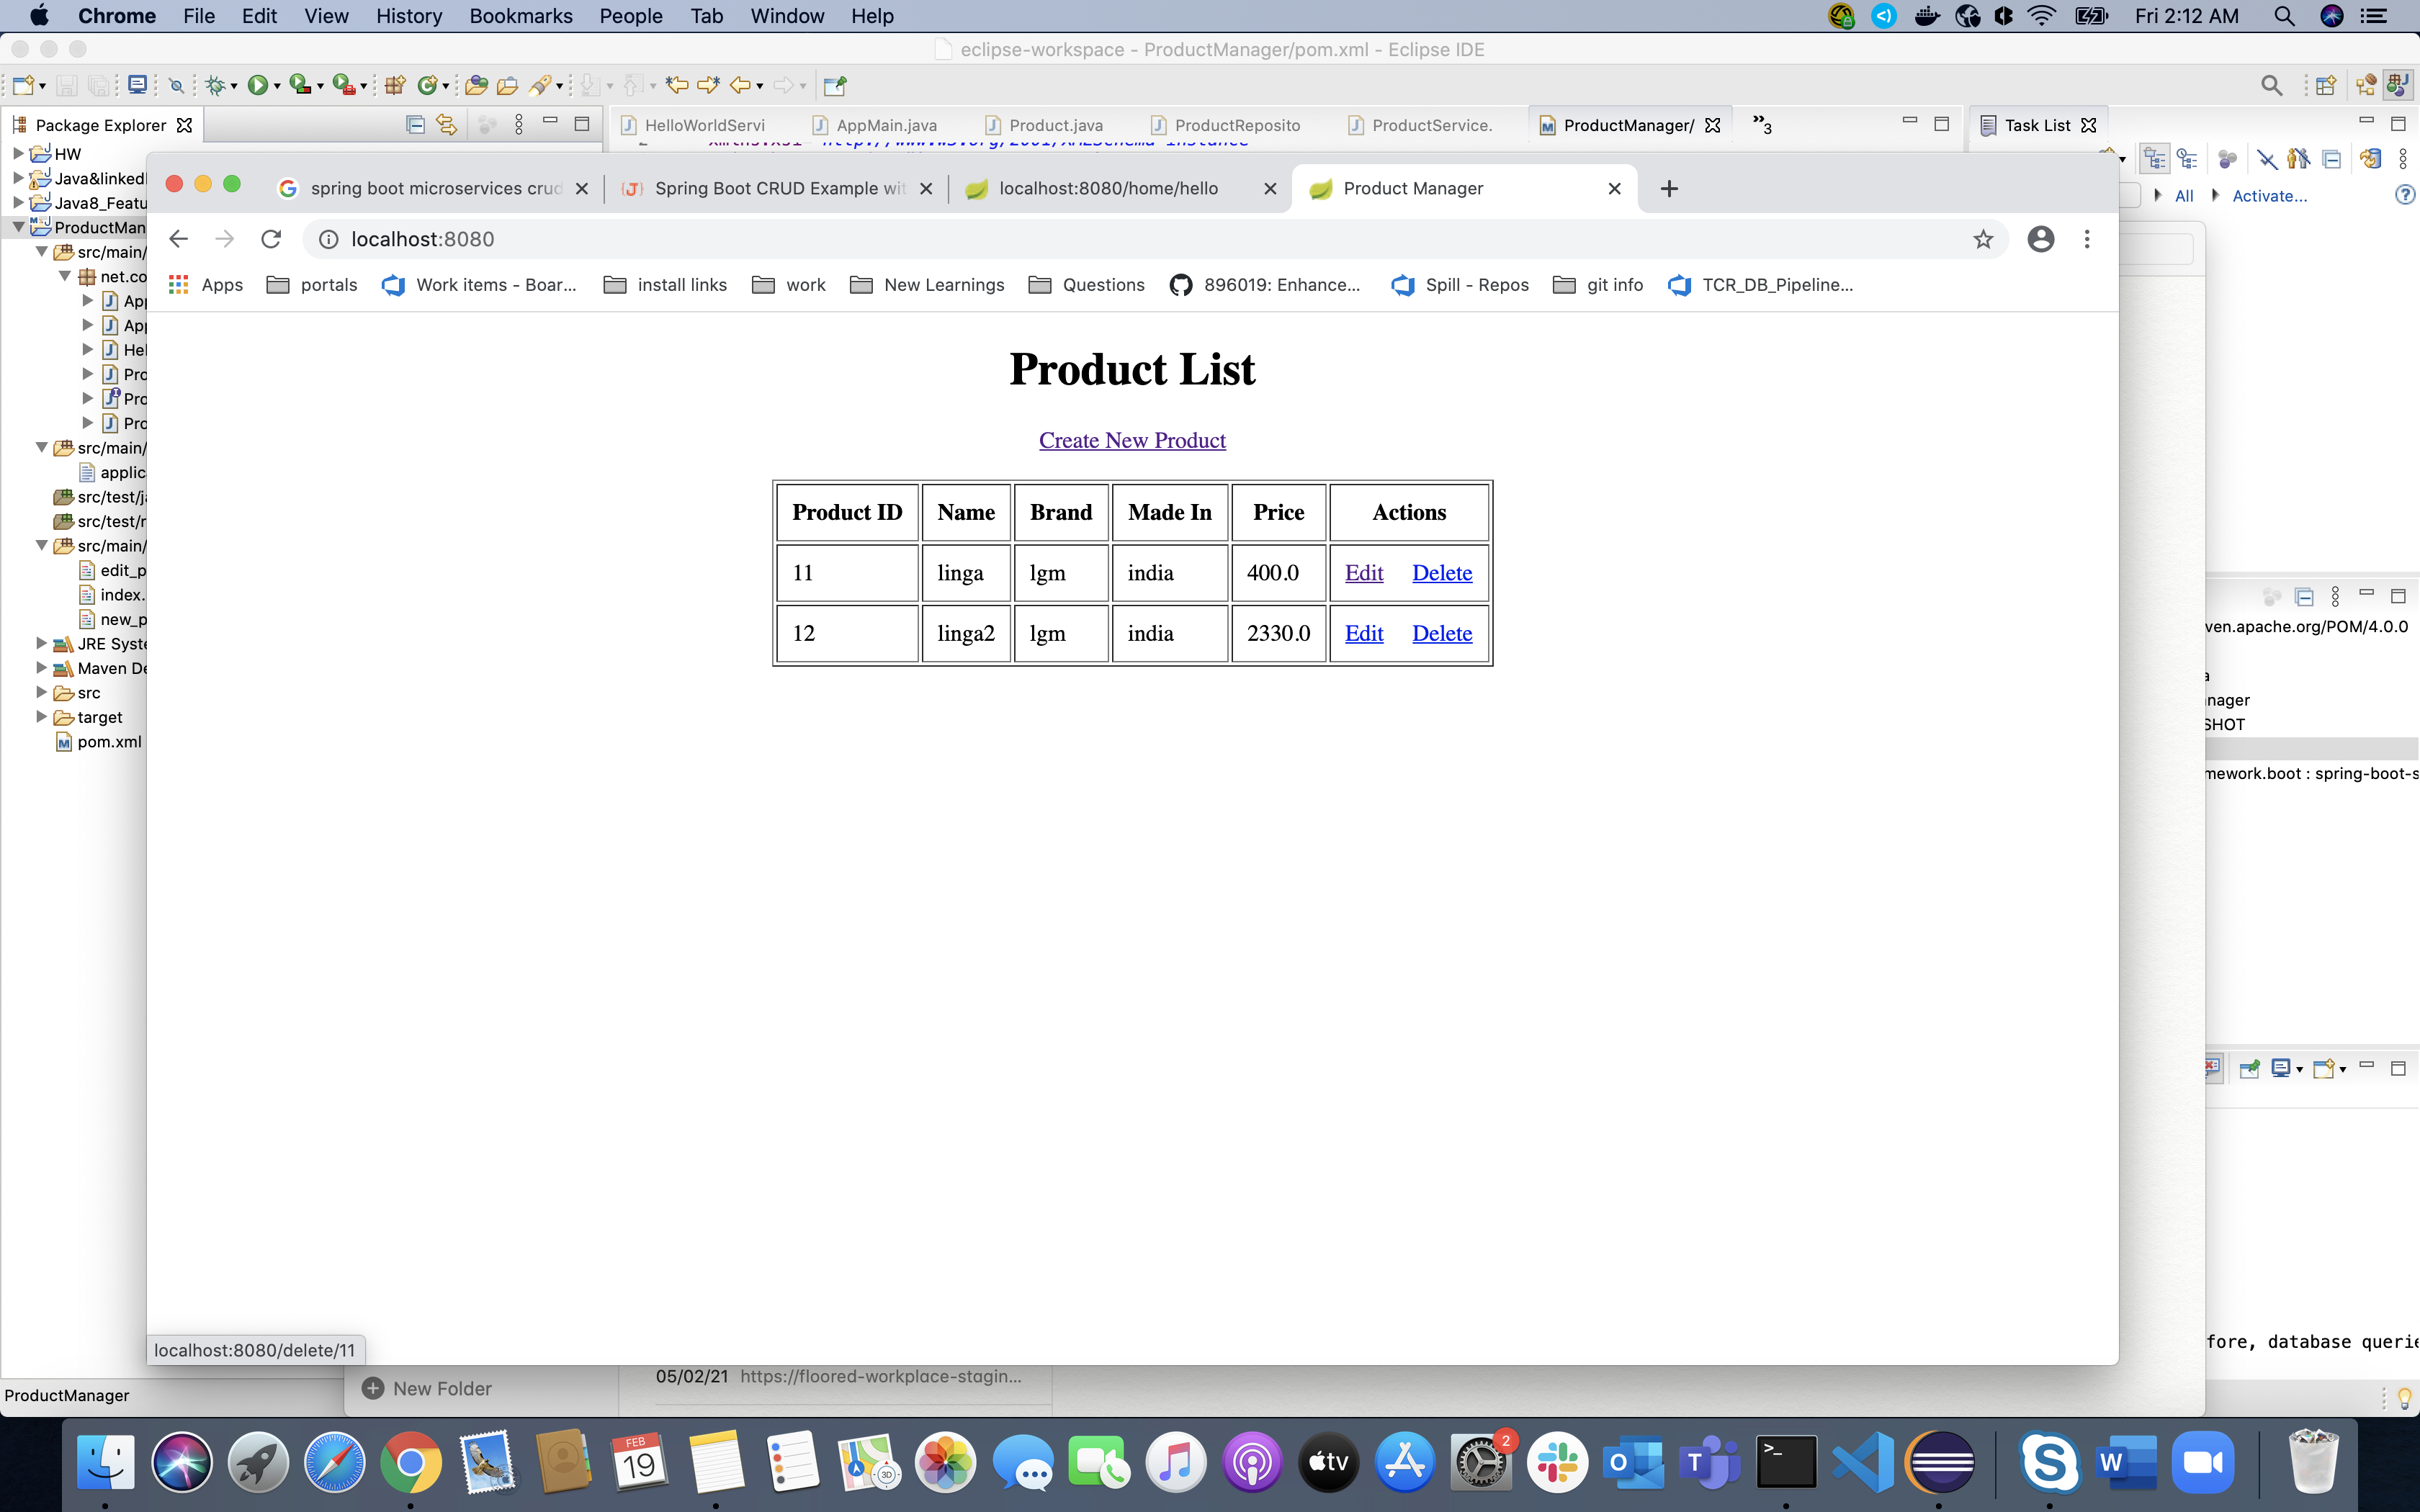 Chrome File Edit View History Bookmarks People Tab Window Help Fri 2:12 AM
eclipse-workspace - ProductManager/pom.xml - Eclipse IDE
Package Explorer HelloWorldServi AppMain.java Product.java ProductReposito ProductService. ProductManager/ »3 Task List
HW
Java&linkedl
Java8_Featu
ProductMan
src/main/
net.co
App
App
Hel
Pro
Pro
Pro
src/main/
applic
src/test/ja
src/test/r
src/main/
edit_p
index.
new_p
JRE Syste
Maven De
src
target
pom.xml
All Activate...
spring boot microservices crud Spring Boot CRUD Example wit localhost:8080/home/hello Product Manager
localhost:8080
Apps portals Work items - Boar... install links work New Learnings Questions 896019: Enhance... Spill - Repos git info TCR_DB_Pipeline...
Product List
Create New Product
Product ID Name Brand Made In Price Actions
11 linga lgm india 400.0 Edit Delete
12 linga2 lgm india 2330.0 Edit Delete
ven.apache.org/POM/4.0.0
a
nager
SHOT
mework.boot : spring-boot-s
fore, database querie
localhost:8080/delete/11
05/02/21 https://floored-workplace-stagin...
New Folder
ProductManager
FEB
19
3D
tv
2